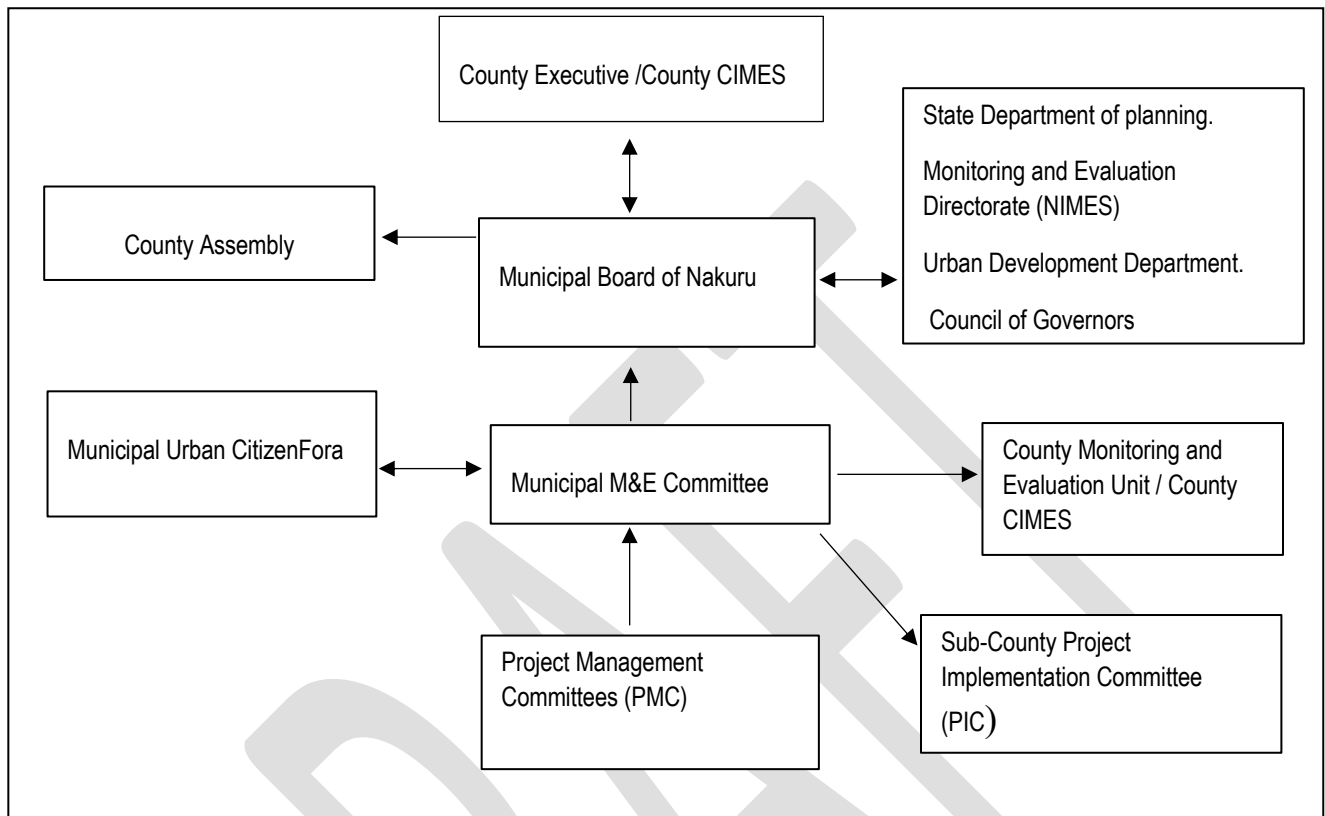 County Executive /County CIMES
State Department of planning.
Monitoring and Evaluation
Directorate (NIMES)
Urban Development Department.
Council of Governors
County Assembly
Municipal Board of Nakuru
Municipal Urban CitizenFora
Municipal M&E Committee
County Monitoring and
Evaluation Unit / County
CIMES
Project Management
Committees (PMC)
Sub-County Project
Implementation Committee
(PIC)
DRAFT